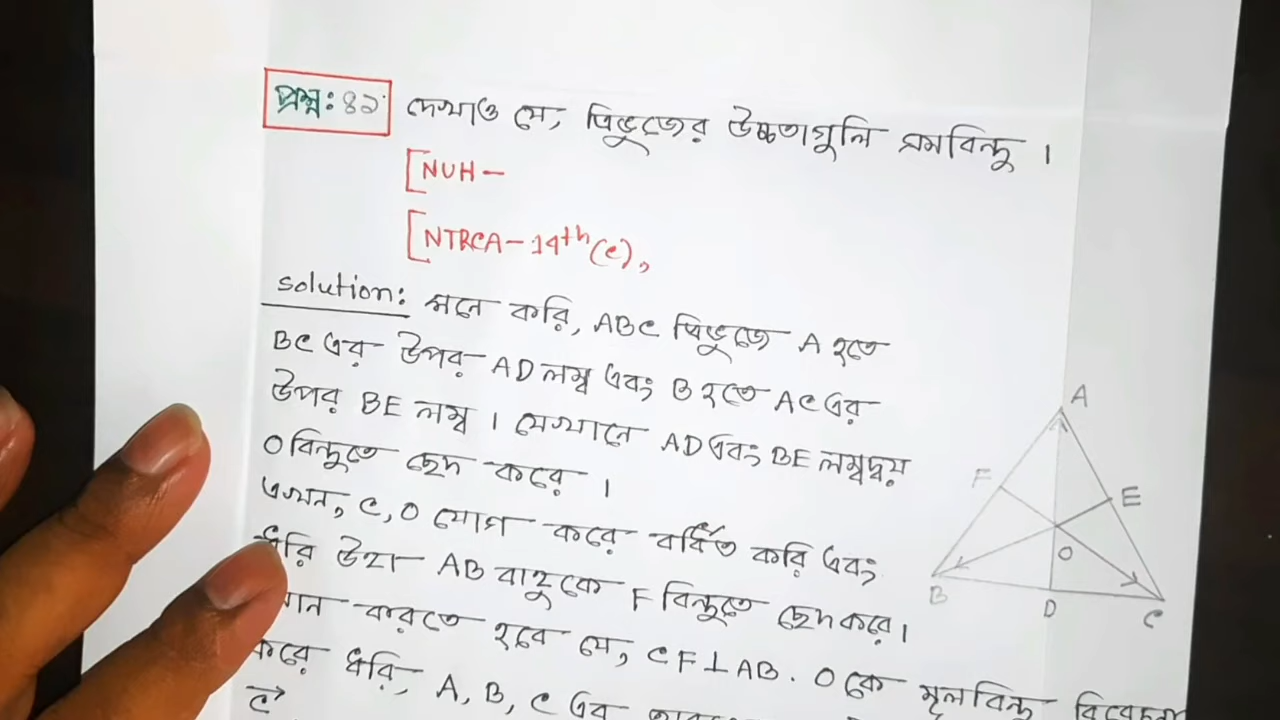 প্রশ্ন: ৪২ দেখাও যে, ত্রিভুজের উচ্চতাগুলি সমবিন্দু ।
[NUH-
[NTRCA-14th (c),
Solution: মনে করি, ABC ত্রিভুজে A হতে
BC এর উপর AD লম্ব এবং B হতে AC এর
উপর BE লম্ব । যেখানে AD এবং BE লম্বদ্বয়
O বিন্দুতে ছেদ করে ।
এখন, C, O যোগ করে বর্ধিত করি এবং
ধরি উহা AB বাহুকে F বিন্দুতে ছেদ করে।
করতে হবে যে, CF⊥AB. O কে মূলবিন্দু
করে ধরি, A, B, C এর
A
F
E
O
B
D
C